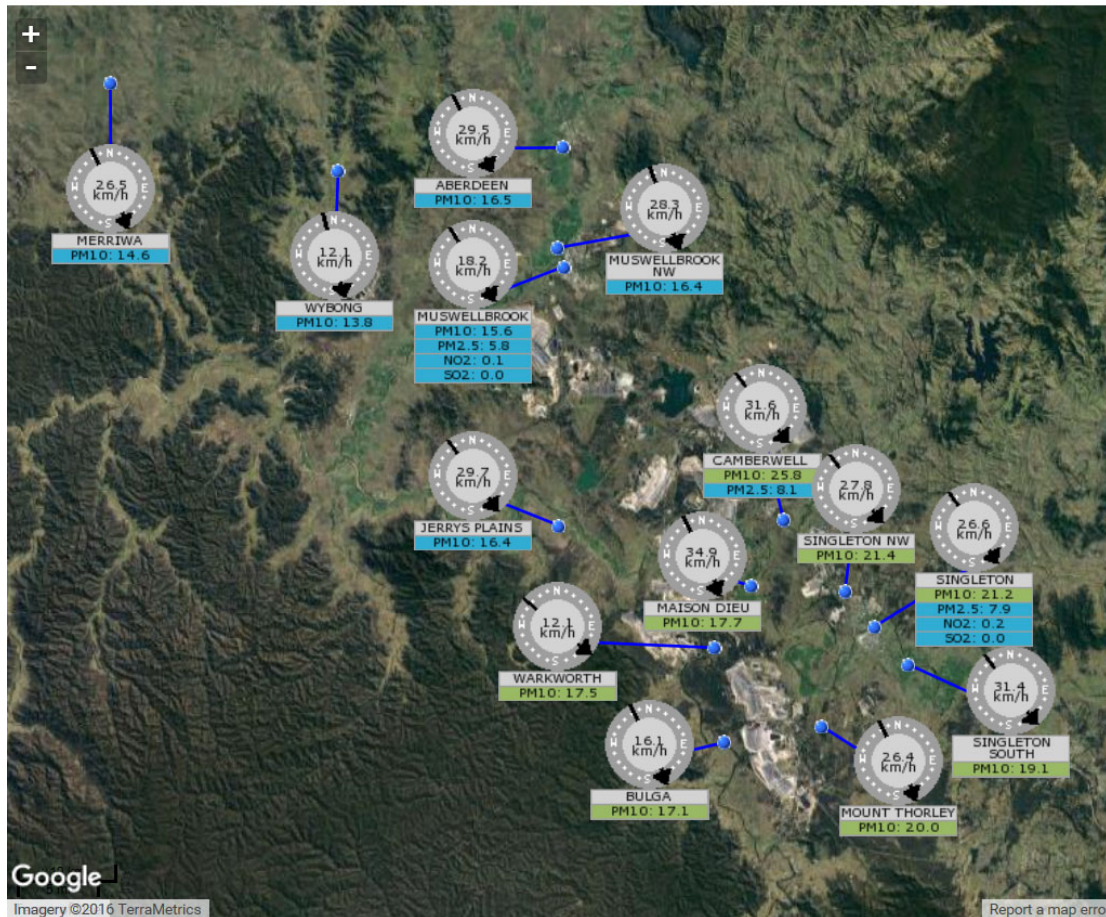 +
-
N
E
S
W
29.5
km/h
ABERDEEN
PM10: 16.5
N
E
S
W
26.5
km/h
MERRIWA
PM10: 14.6
N
E
S
W
28.3
km/h
MUSWELLBROOK
NW
PM10: 16.4
N
E
S
W
12.1
km/h
WYBONG
PM10: 13.8
N
E
S
W
18.2
km/h
MUSWELLBROOK
PM10: 15.6
PM2.5: 5.8
NO2: 0.1
SO2: 0.0
N
E
S
W
31.6
km/h
CAMBERWELL
PM10: 25.8
PM2.5: 8.1
N
E
S
W
29.7
km/h
JERRYS PLAINS
PM10: 16.4
N
E
S
W
27.8
km/h
SINGLETON NW
PM10: 21.4
N
E
S
W
26.6
km/h
SINGLETON
PM10: 21.2
PM2.5: 7.9
NO2: 0.2
SO2: 0.0
N
E
S
W
34.9
km/h
MAISON DIEU
PM10: 17.7
N
E
S
W
12.1
km/h
WARKWORTH
PM10: 17.5
N
E
S
W
31.4
km/h
SINGLETON
SOUTH
PM10: 19.1
N
E
S
W
16.1
km/h
BULGA
PM10: 17.1
N
E
S
W
26.4
km/h
MOUNT THORLEY
PM10: 20.0
Google
Imagery ©2016 TerraMetrics
Report a map erro